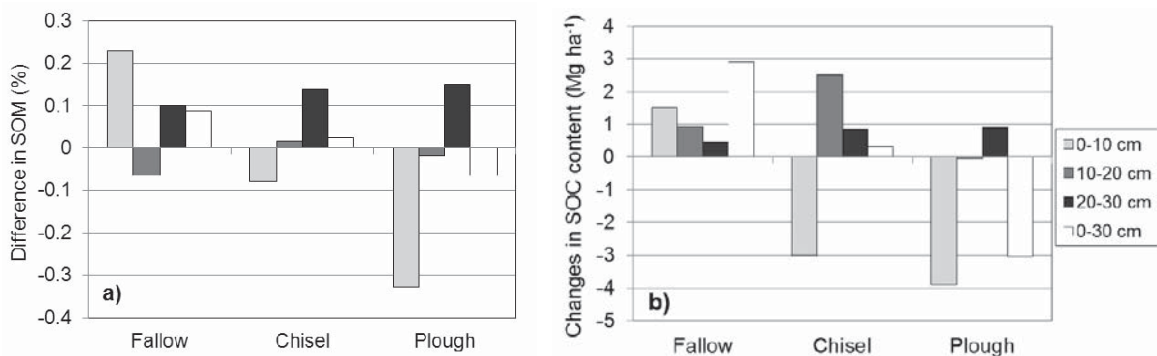 Difference in SOM (%)
0.3
0.2
0.1
0
-0.1
-0.2
-0.3
-0.4
a)
Fallow Chisel Plough
Changes in SOC content (Mg ha⁻¹)
4
3
2
1
0
-1
-2
-3
-4
-5
b)
Fallow Chisel Plough
0-10 cm
10-20 cm
20-30 cm
0-30 cm